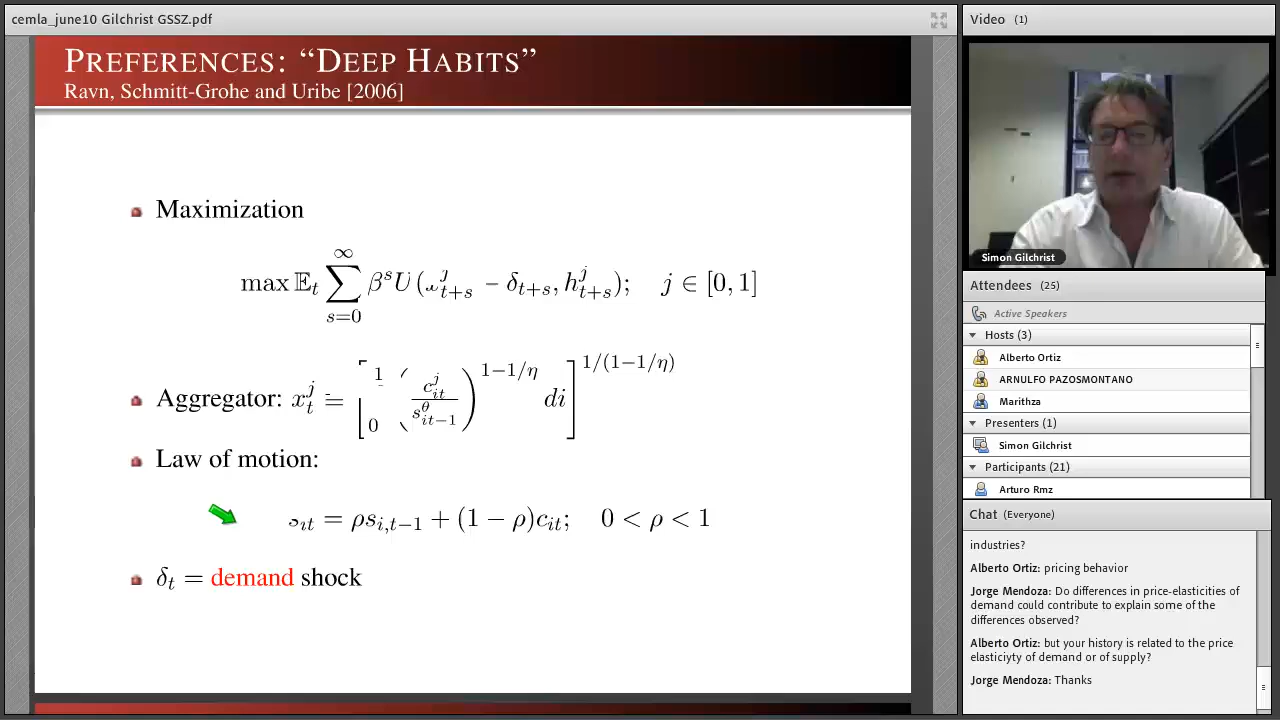 cemla_june10 Gilchrist GSSZ.pdf
PREFERENCES: “DEEP HABITS”
Ravn, Schmitt-Grohe and Uribe [2006]
Maximization
max 𝔼_t ∑_{s=0}^{∞} β^s U(x^j_{t+s} − δ_{t+s}, h^j_{t+s}); j ∈ [0, 1]
Aggregator: x^j_t = [∫_0^1 (c^j_{it} / s^θ_{it−1})^{1−1/η} di]^{1/(1−1/η)}
Law of motion:
s_{it} = ρs_{i,t−1} + (1 − ρ)c_{it}; 0 < ρ < 1
δ_t = demand shock
Video (1)
Simon Gilchrist
Attendees (25)
Active Speakers
Hosts (3)
Alberto Ortiz
ARNULFO PAZOSMONTANO
Marithza
Presenters (1)
Simon Gilchrist
Participants (21)
Arturo Rmz
Chat (Everyone)
industries?
Alberto Ortiz: pricing behavior
Jorge Mendoza: Do differences in price-elasticities of
demand could contribute to explain some of the
differences observed?
Alberto Ortiz: but your history is related to the price
elasticiyty of demand or of supply?
Jorge Mendoza: Thanks